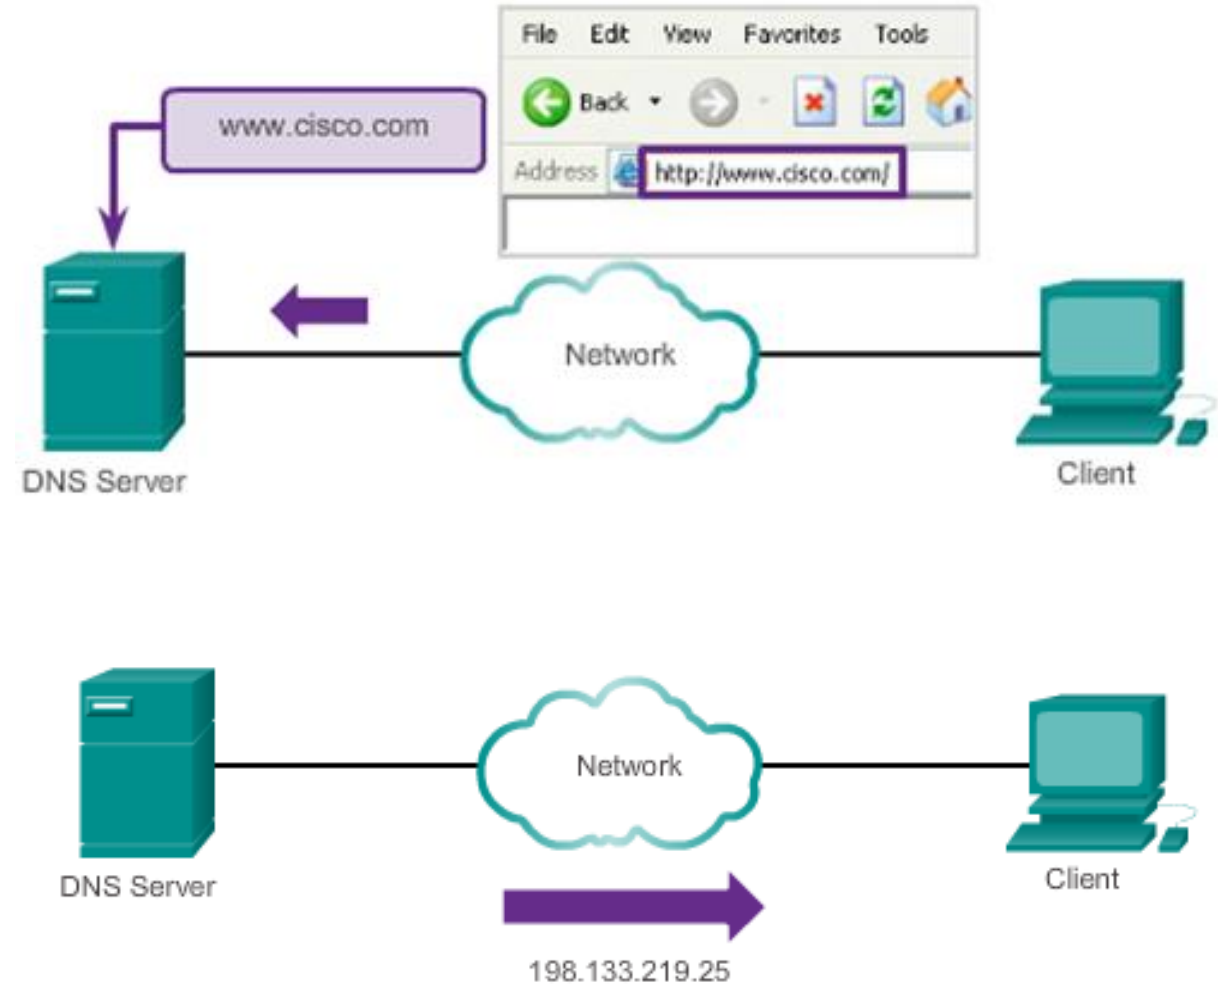 File Edit View Favorites Tools
Back
www.cisco.com
Address http://www.cisco.com/
Network
DNS Server
Client
Network
DNS Server
Client
198.133.219.25